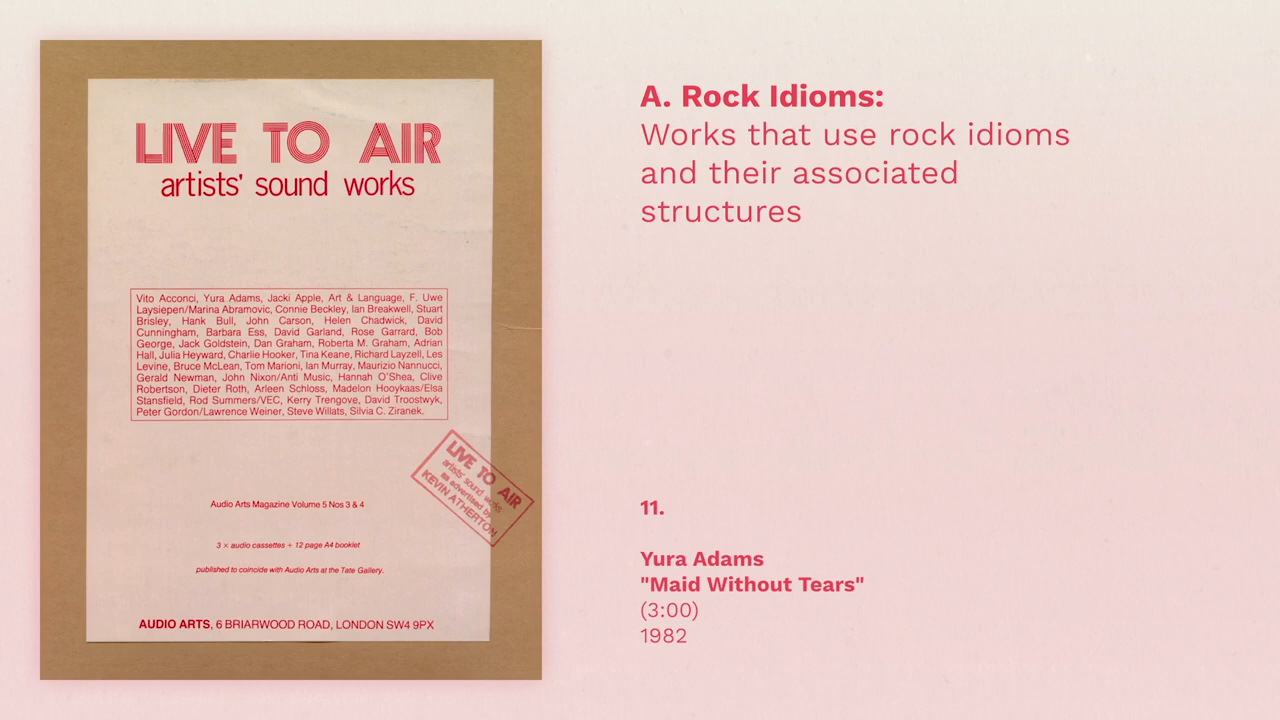 LIVE TO AIR
artists' sound works
Vito Acconci, Yura Adams, Jacki Apple, Art & Language, F. Uwe
Laysiepen/Marina Abramovic, Connie Beckley, Ian Breakwell, Stuart
Brisley, Hank Bull, John Carson, Helen Chadwick, David
Cunningham, Barbara Ess, David Garland, Rose Garrard, Bob
George, Jack Goldstein, Dan Graham, Roberta M. Graham, Adrian
Hall, Julia Heyward, Charlie Hooker, Tina Keane, Richard Layzell, Les
Levine, Bruce McLean, Tom Marioni, Ian Murray, Maurizio Nannucci,
Gerald Newman, John Nixon/Anti Music, Hannah O'Shea, Clive
Robertson, Dieter Roth, Arleen Schloss, Madelon Hooykaas/Elsa
Stansfield, Rod Summers/VEC, Kerry Trengove, David Troostwyk,
Peter Gordon/Lawrence Weiner, Steve Willats, Silvia C. Ziranek.
LIVE TO AIR
artists' sound works
as advertised by
KEVIN ATHERTON
Audio Arts Magazine Volume 5 Nos 3 & 4
3 × audio cassettes + 12 page A4 booklet
published to coincide with Audio Arts at the Tate Gallery.
AUDIO ARTS, 6 BRIARWOOD ROAD, LONDON SW4 9PX
A. Rock Idioms:
Works that use rock idioms
and their associated
structures
11.
Yura Adams
"Maid Without Tears"
(3:00)
1982